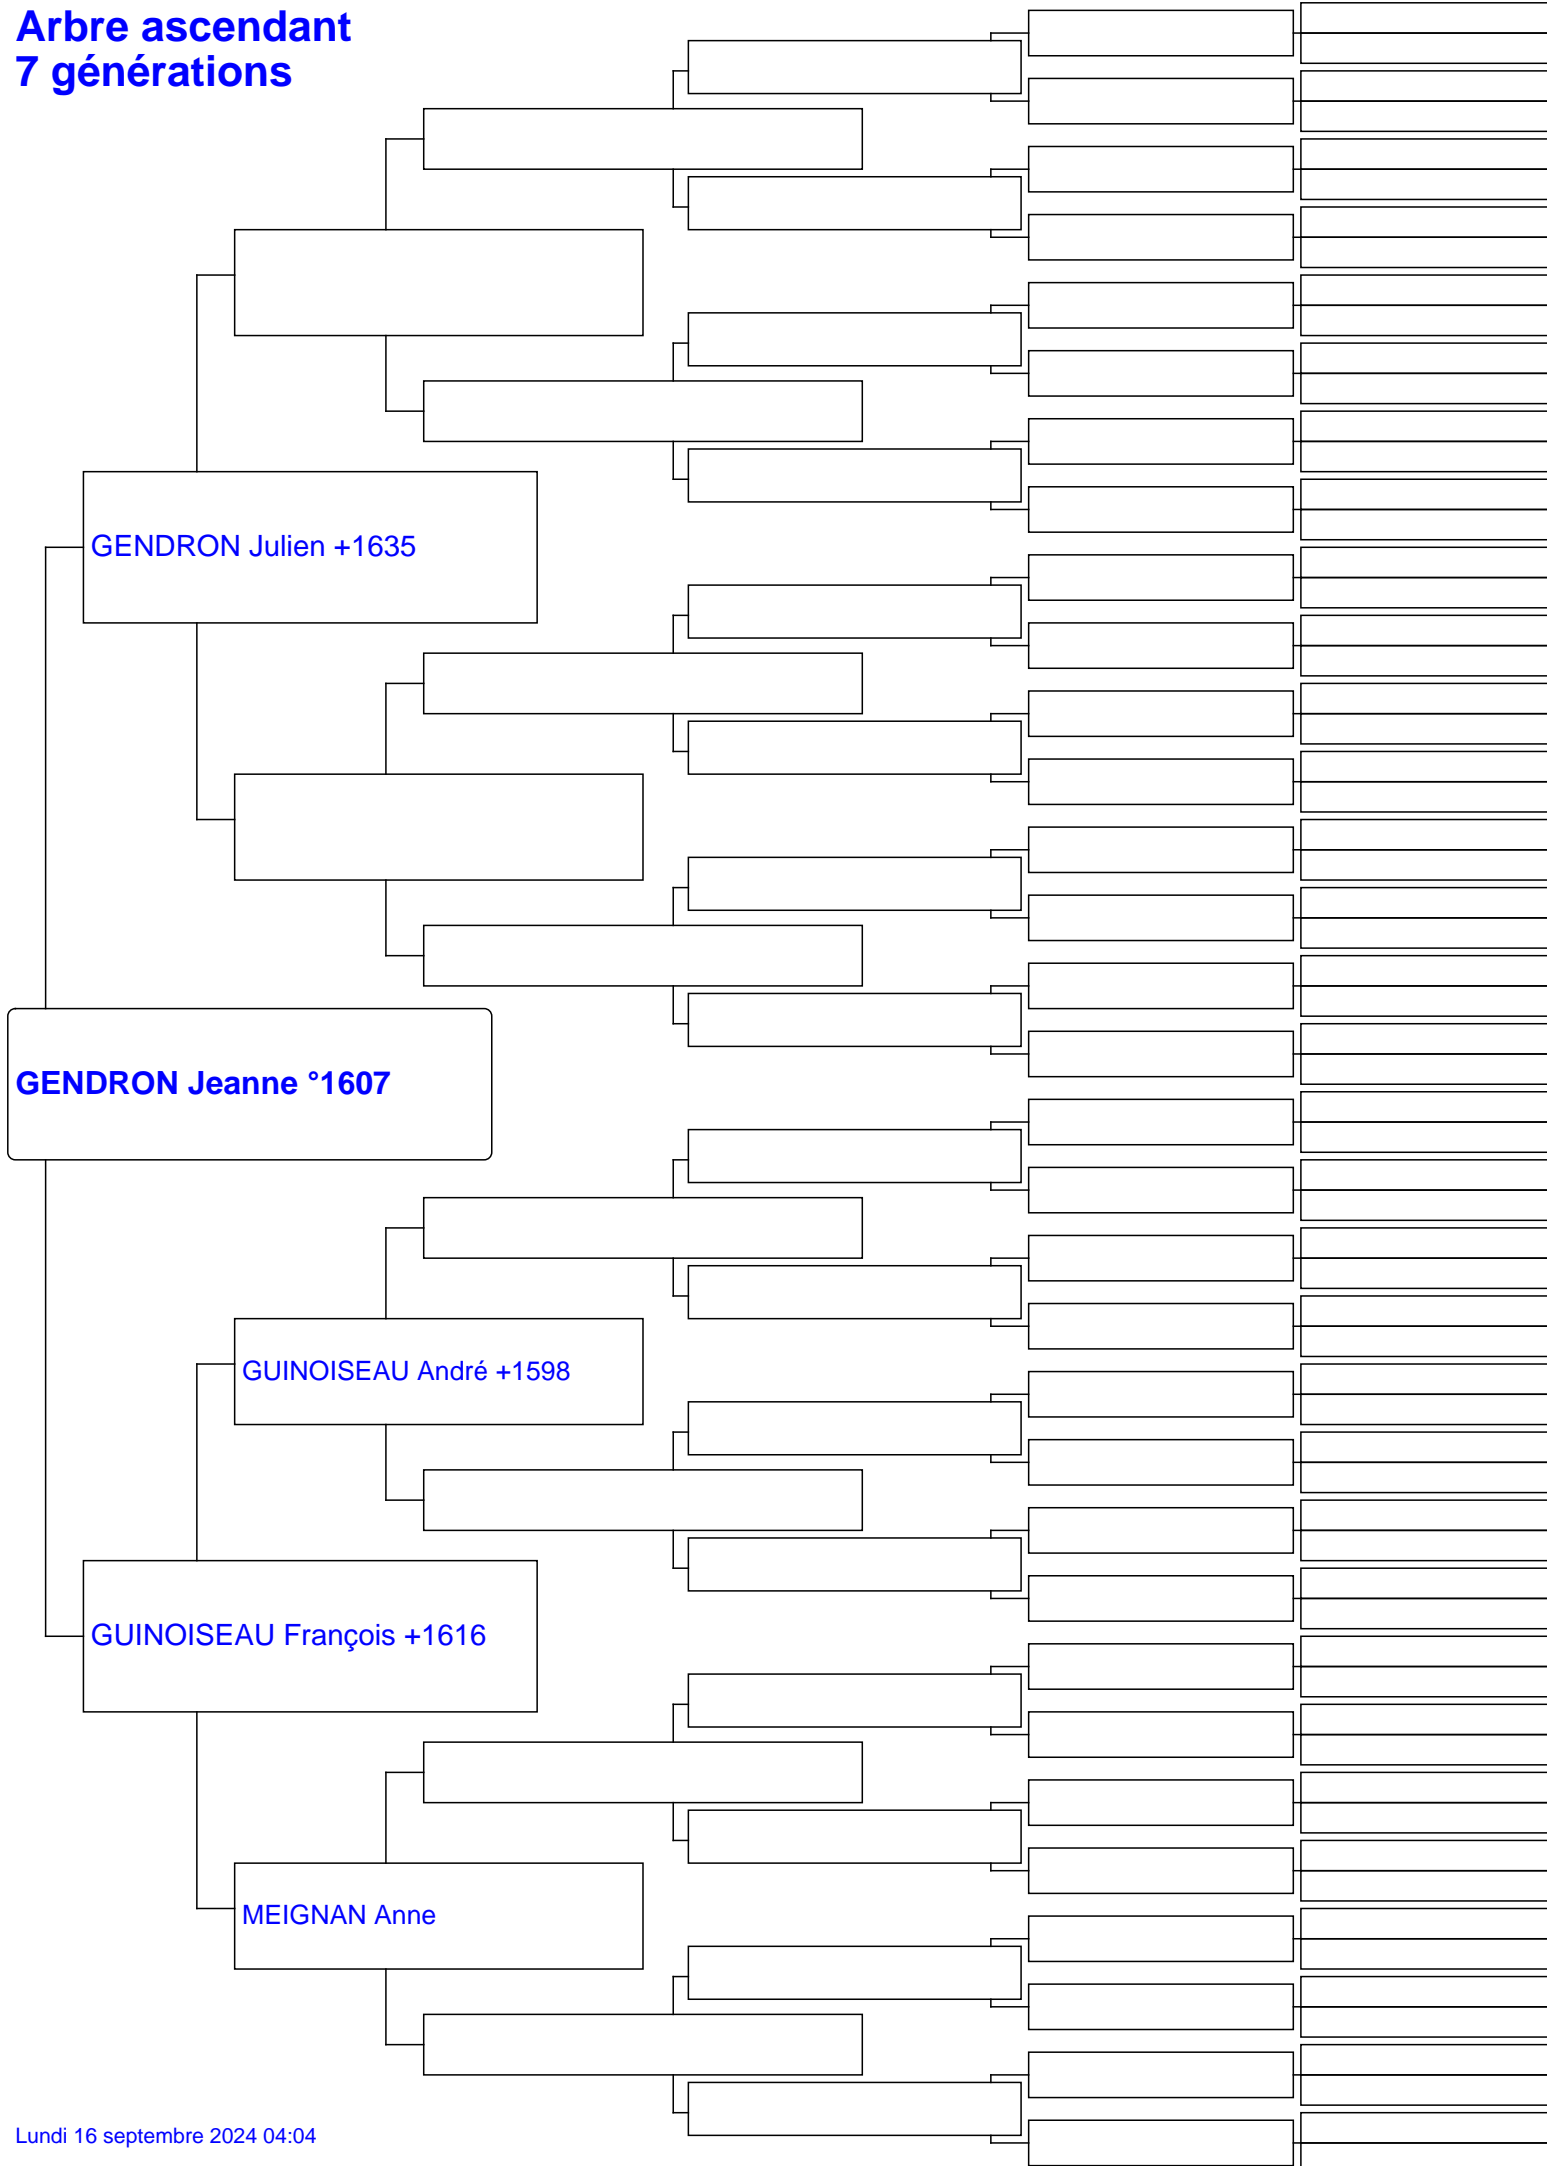 Arbre ascendant
7 générations
GENDRON Julien +1635
GENDRON Jeanne °1607
GUINOISEAU André +1598
GUINOISEAU François +1616
MEIGNAN Anne
Lundi 16 septembre 2024 04:04